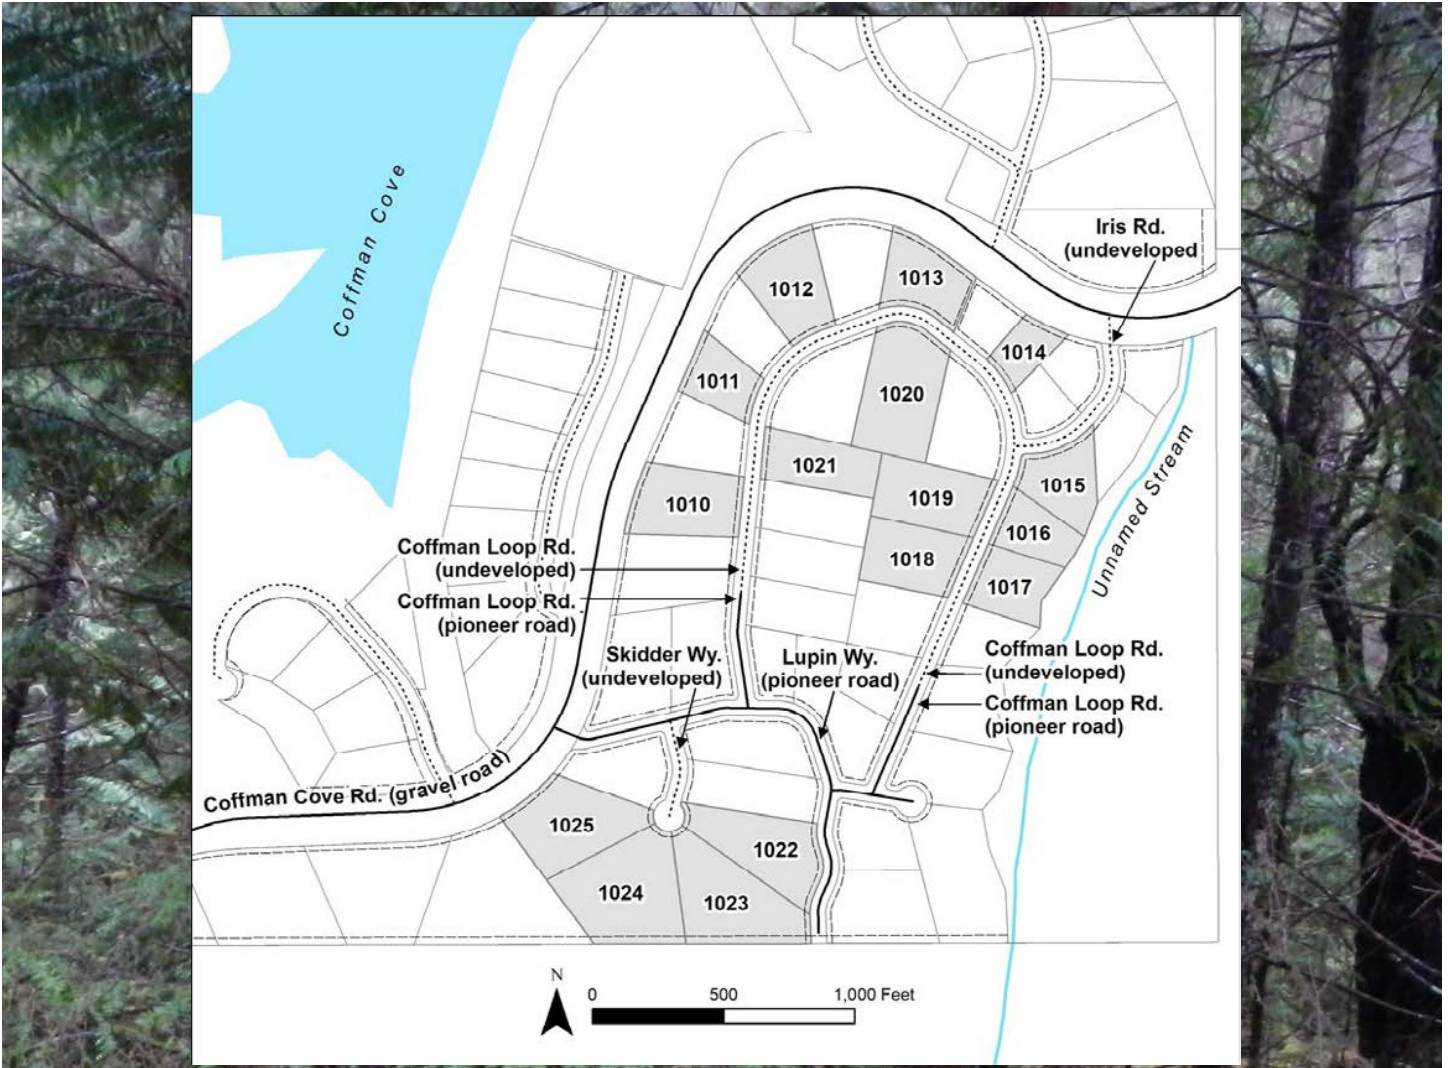 Coffman Cove
Iris Rd.
(undeveloped
1013
1012
1014
1011
1020
1021
1015
1019
1010
1016
1018
1017
Unnamed Stream
Coffman Loop Rd.
(undeveloped)
Coffman Loop Rd.
(pioneer road)
Skidder Wy.
(undeveloped)
Lupin Wy.
(pioneer road)
Coffman Loop Rd.
(undeveloped)
Coffman Loop Rd.
(pioneer road)
Coffman Cove Rd. (gravel road)
1025
1022
1024
1023
N
0 500 1,000 Feet